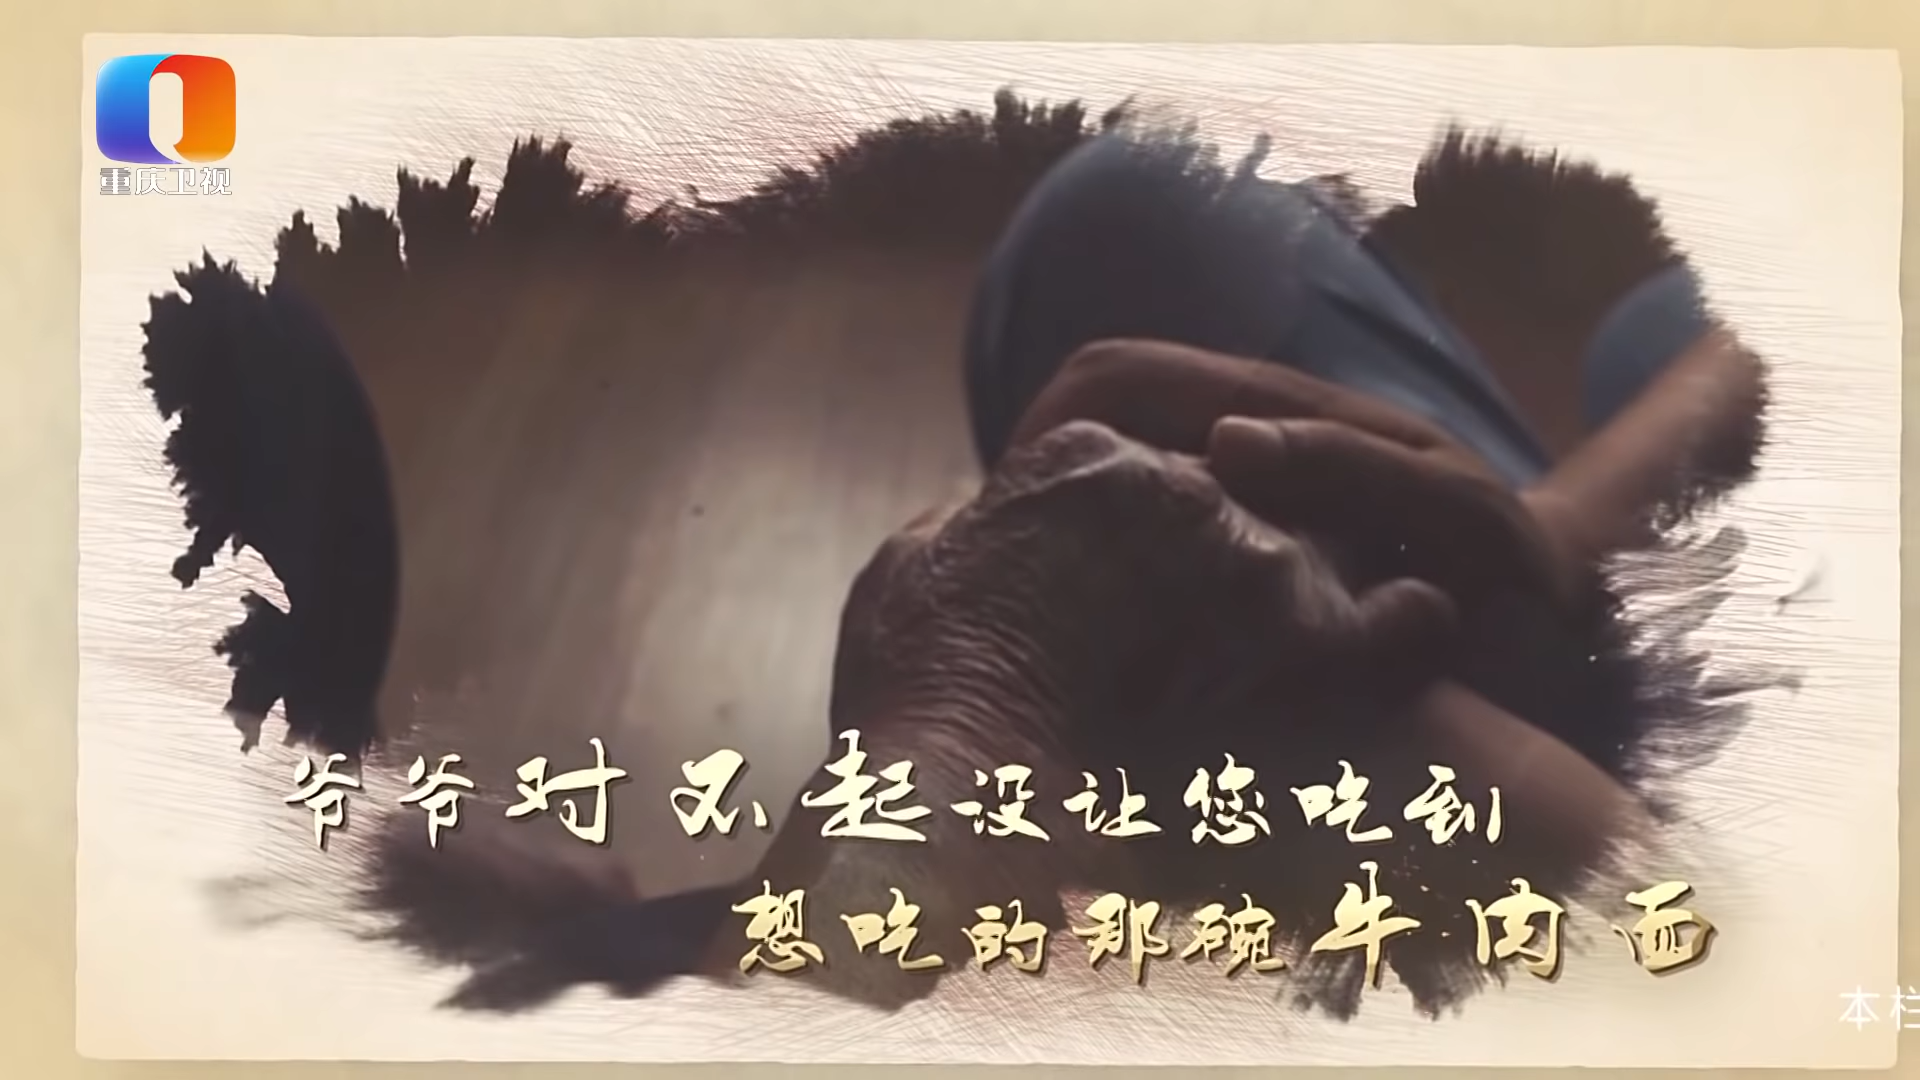 重庆卫视
爷爷对不起没让您吃到
想吃的那碗牛肉面
本栏